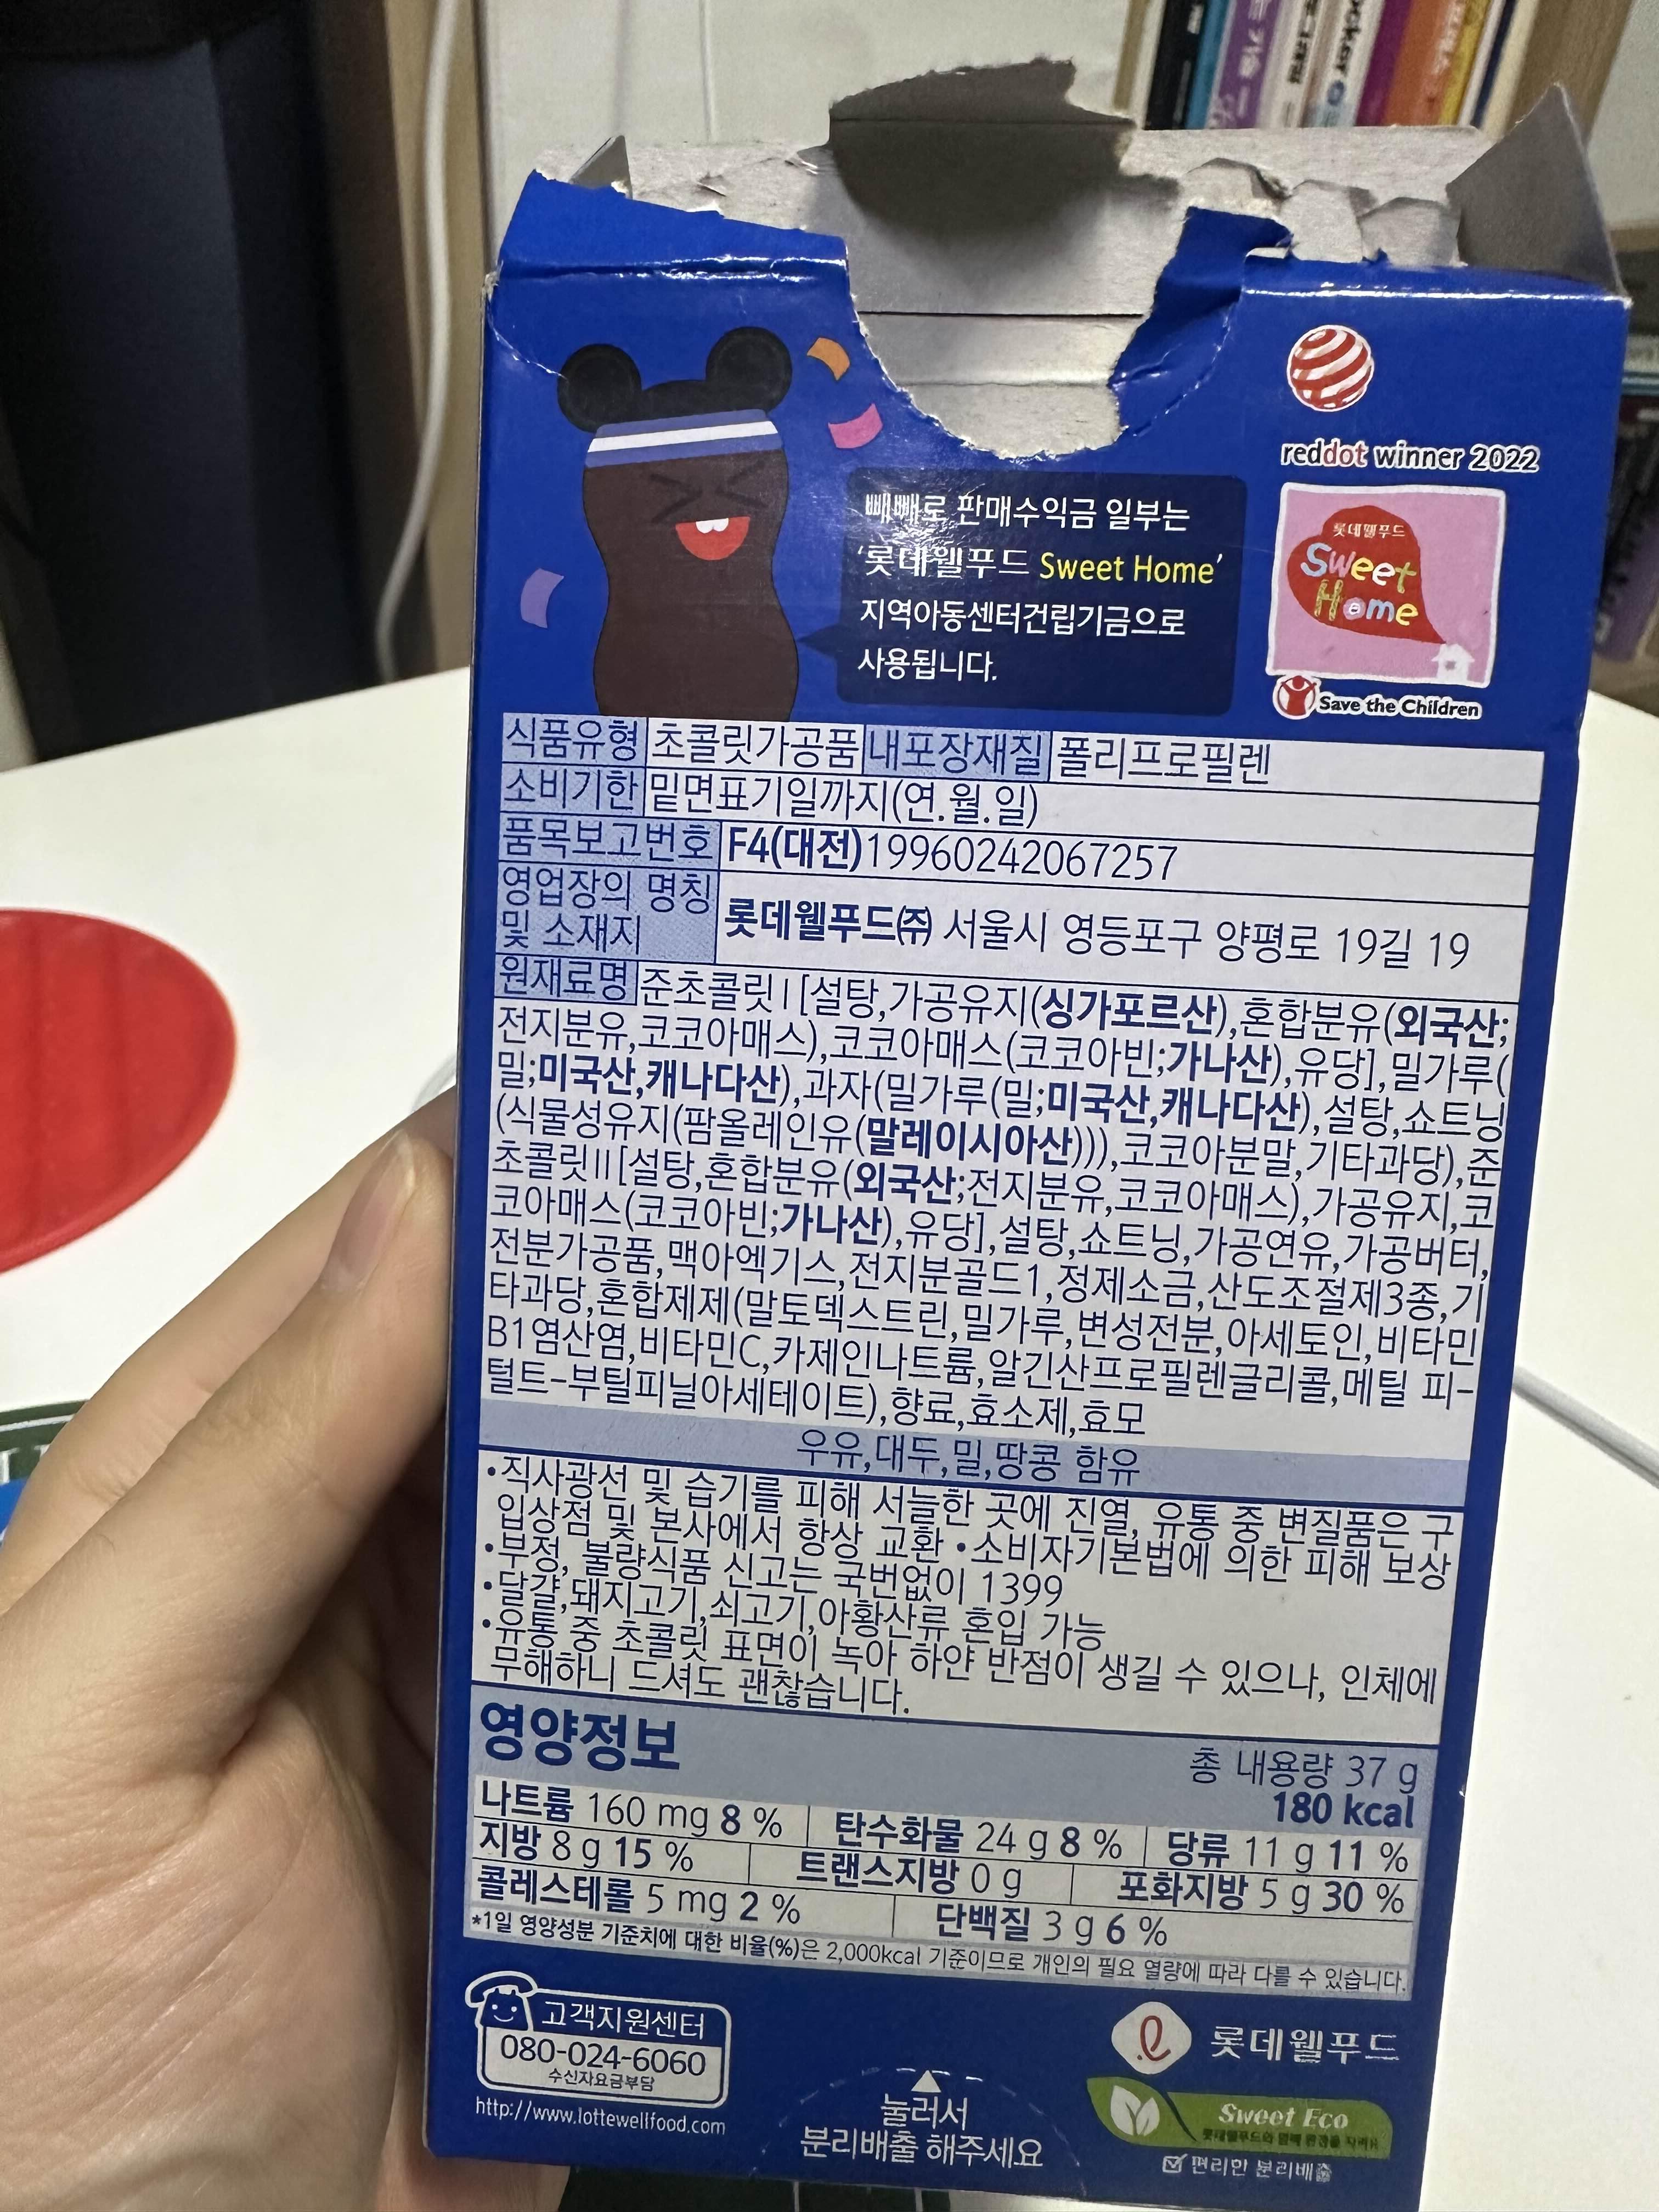 reddot winner 2022
빼빼로 판매수익금 일부는
'롯데웰푸드 Sweet Home'
지역아동센터건립기금으로
사용됩니다.
롯데웰푸드
Sweet
Home
Save the Children
식품유형 초콜릿가공품 내포장재질 폴리프로필렌
소비기한 밑면표기일까지(연.월.일)
품목보고번호 F4(대전)19960242067257
영업장의 명칭
및 소재지 롯데웰푸드㈜ 서울시 영등포구 양평로 19길 19
원재료명 준초콜릿Ⅰ[설탕,가공유지(싱가포르산),혼합분유(외국산;
전지분유,코코아매스),코코아매스(코코아빈;가나산),유당],밀가루(
밀;미국산,캐나다산),과자(밀가루(밀;미국산,캐나다산),설탕,쇼트닝
(식물성유지(팜올레인유(말레이시아산))),코코아분말,기타과당),준
초콜릿Ⅱ[설탕,혼합분유(외국산;전지분유,코코아매스),가공유지,코
코아매스(코코아빈;가나산),유당],설탕,쇼트닝,가공연유,가공버터,
전분가공품,맥아엑기스,전지분골드1,정제소금,산도조절제3종,기
타과당,혼합제제(말토덱스트린,밀가루,변성전분,아세토인,비타민
B1염산염,비타민C,카제인나트륨,알긴산프로필렌글리콜,메틸 피-
털트-부틸피닐아세테이트),향료,효소제,효모
우유,대두,밀,땅콩 함유
•직사광선 및 습기를 피해 서늘한 곳에 진열, 유통 중 변질품은 구
입상점 및 본사에서 항상 교환 •소비자기본법에 의한 피해 보상
•부정, 불량식품 신고는 국번없이 1399
•달걀,돼지고기,쇠고기,아황산류 혼입 가능
•유통 중 초콜릿 표면이 녹아 하얀 반점이 생길 수 있으나, 인체에
무해하니 드셔도 괜찮습니다.
영양정보 총 내용량 37 g
180 kcal
나트륨 160 mg 8 % 탄수화물 24 g 8 % 당류 11 g 11 %
지방 8 g 15 % 트랜스지방 0 g 포화지방 5 g 30 %
콜레스테롤 5 mg 2 % 단백질 3 g 6 %
*1일 영양성분 기준치에 대한 비율(%)은 2,000kcal 기준이므로 개인의 필요 열량에 따라 다를 수 있습니다.
고객지원센터
080-024-6060
수신자요금부담
http://www.lottewellfood.com
눌러서
분리배출 해주세요
롯데웰푸드
Sweet Eco
편리한 분리배출